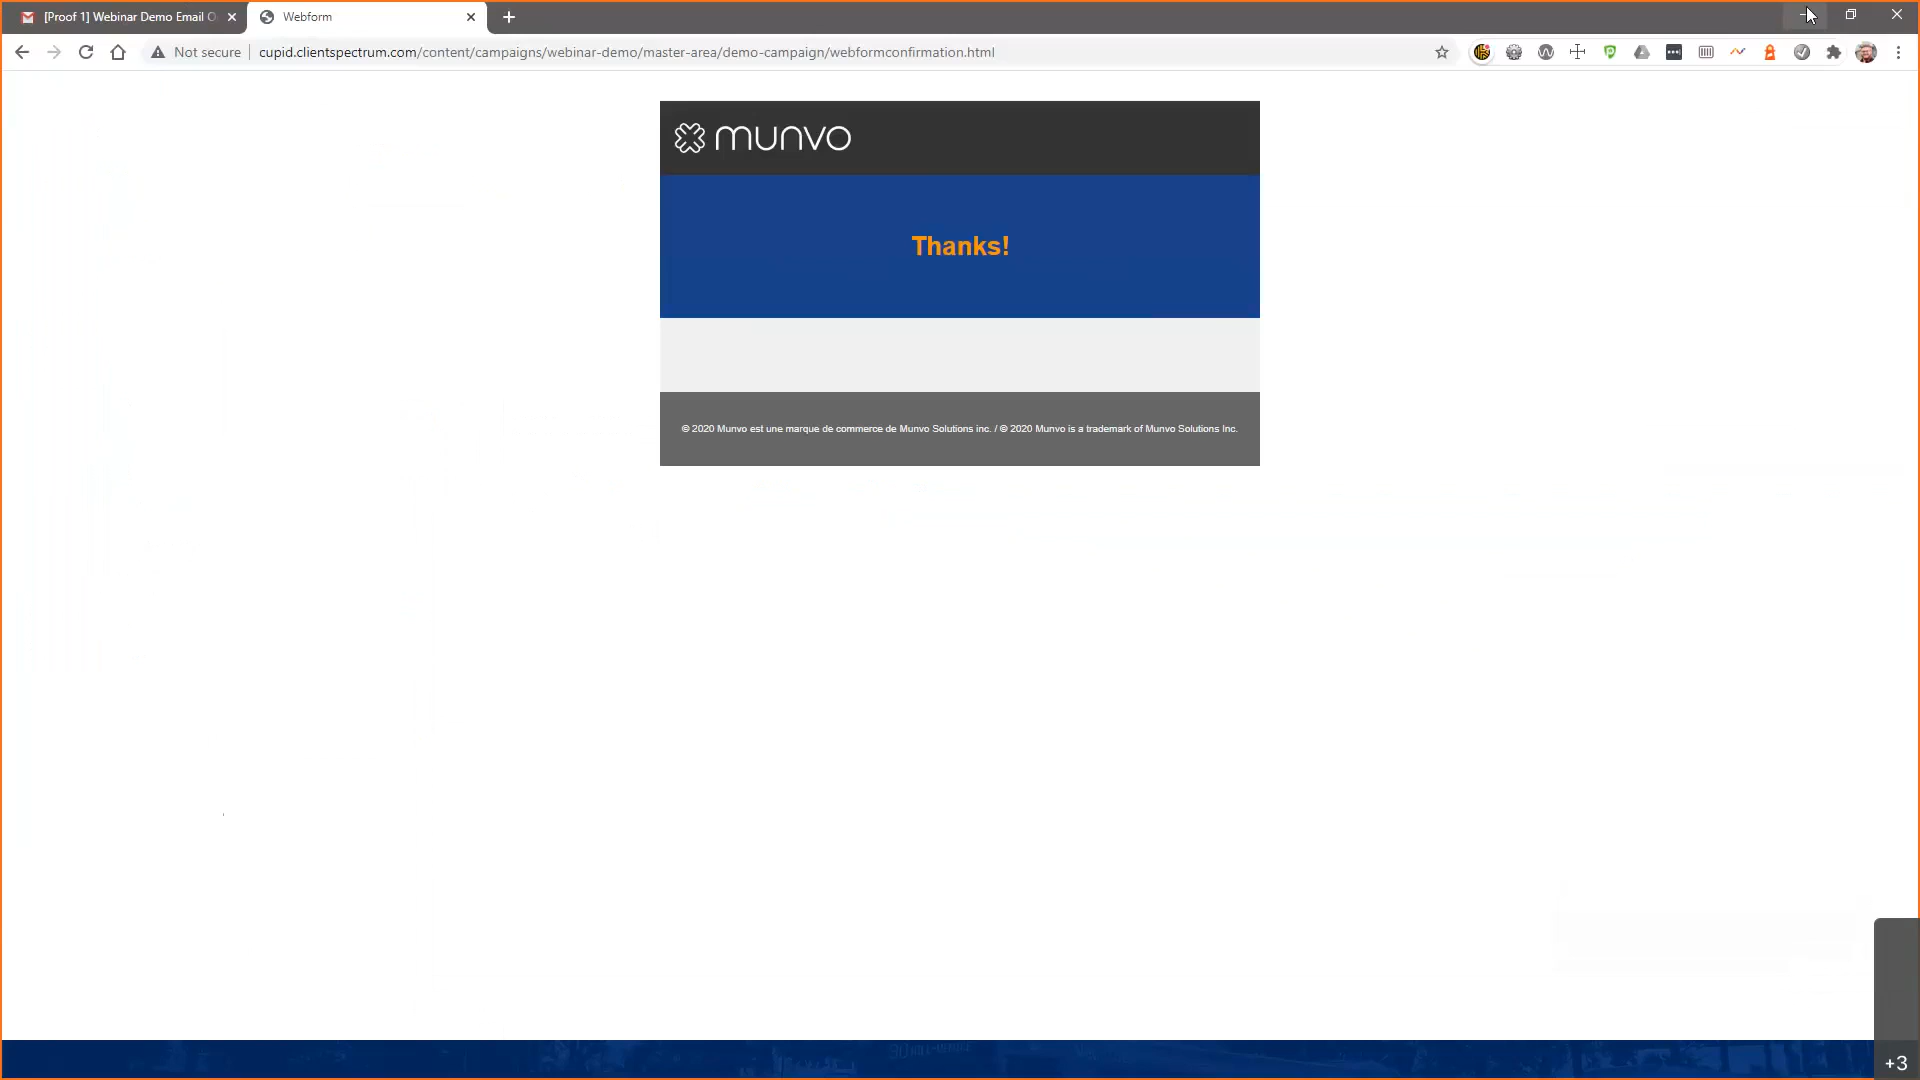 [Proof 1] Webinar Demo Email O
Webform
Not secure
cupid.clientspectrum.com/content/campaigns/webinar-demo/master-area/demo-campaign/webformconfirmation.html
munvo
Thanks!
© 2020 Munvo est une marque de commerce de Munvo Solutions inc. / © 2020 Munvo is a trademark of Munvo Solutions Inc.
+3